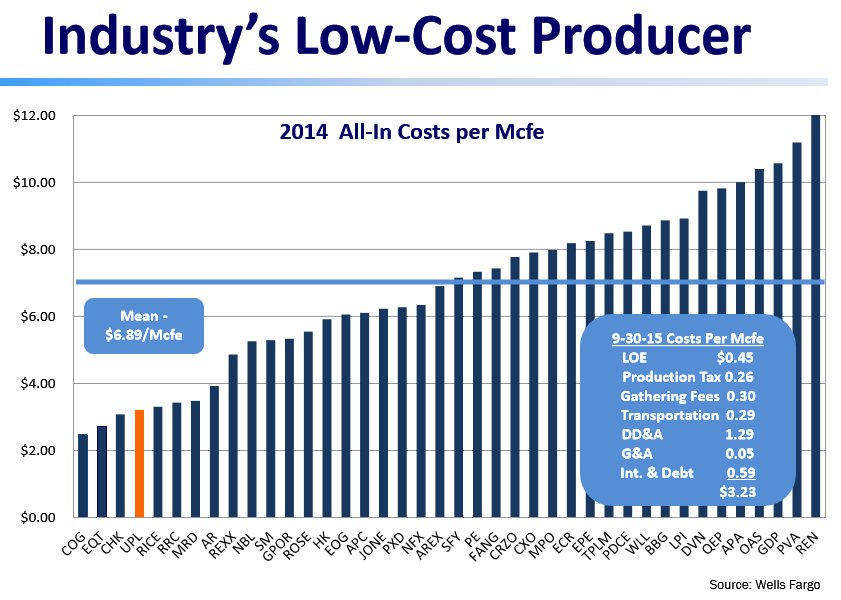 Industry's Low-Cost Producer
2014 All-In Costs per Mcfe
$12.00
$10.00
$8.00
$6.00
$4.00
$2.00
$0.00
Mean -
$6.89/Mcfe
9-30-15 Costs Per Mcfe
LOE $0.45
Production Tax 0.26
Gathering Fees 0.30
Transportation 0.29
DD&A 1.29
G&A 0.05
Int. & Debt 0.59
$3.23
COG
EQT
CHK
UPL
RICE
RRC
MRD
AR
REXX
NBL
SM
GPOR
ROSE
HK
EOG
APC
JONE
PXD
NFX
AREX
SFY
PE
FANG
CRZO
CXO
MPO
ECR
EPE
TPLM
PDCE
WLL
BBG
LPI
DVN
QEP
APA
OAS
GDP
PVA
REN
Source: Wells Fargo